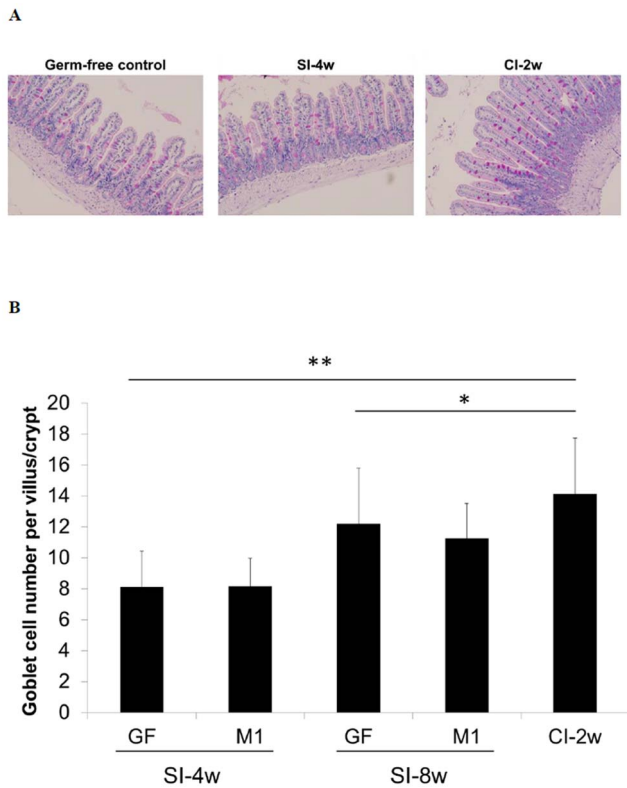 A
Germ-free control SI-4w CI-2w
B
**
*
Goblet cell number per villus/crypt
20
18
16
14
12
10
8
6
4
2
0
GF M1 GF M1 CI-2w
SI-4w SI-8w